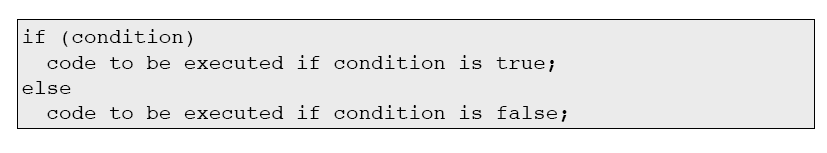 if (condition)
  code to be executed if condition is true;
else
  code to be executed if condition is false;